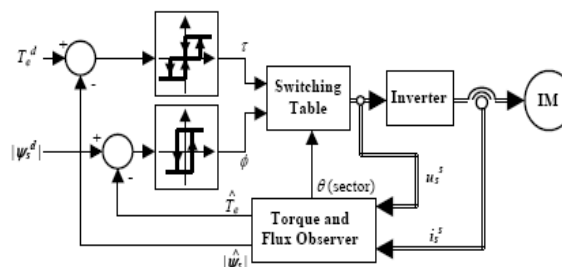 T_e^d
+
-
τ
Switching
Table
Inverter
IM
|ψ_s^d|
+
-
ϕ
θ (sector)
u_s^s
T̂_e
Torque and
Flux Observer
i_s^s
|ψ̂_s|